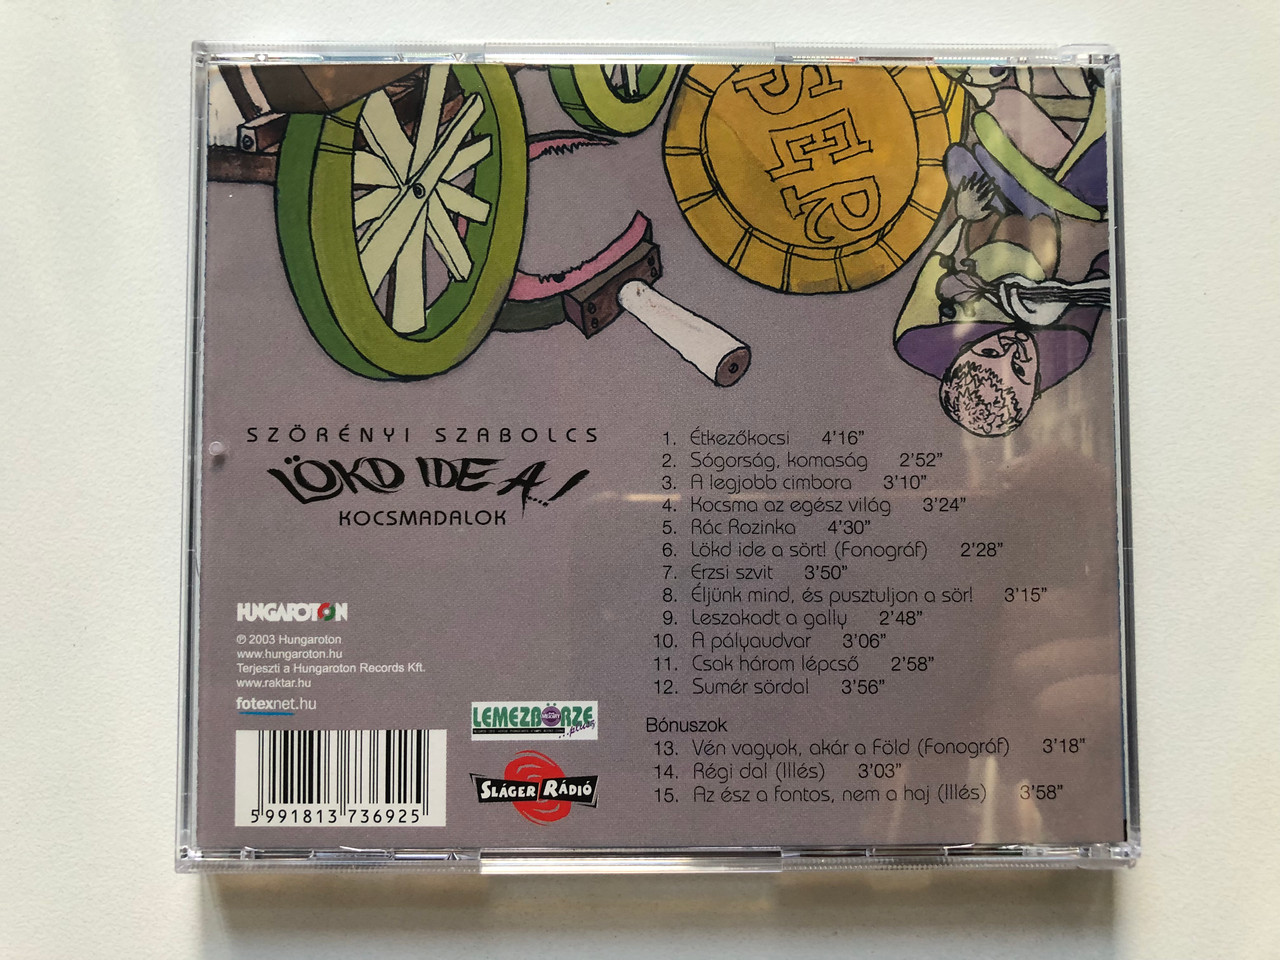 SER
SZÖRÉNYI SZABOLCS
LÖKD IDE A...!
KOCSMADALOK
1. Étkezőkocsi 4'16"
2. Sógorság, komaság 2'52"
3. A legjobb cimbora 3'10"
4. Kocsma az egész világ 3'24"
5. Rác Rozinka 4'30"
6. Lökd ide a sört! (Fonográf) 2'28"
7. Erzsi szvit 3'50"
8. Éljünk mind, és pusztuljon a sör! 3'15"
9. Leszakadt a gally 2'48"
10. A pályaudvar 3'06"
11. Csak három lépcső 2'58"
12. Sumér sördal 3'56"
Bónuszok
13. Vén vagyok, akár a Föld (Fonográf) 3'18"
14. Régi dal (Illés) 3'03"
15. Az ész a fontos, nem a haj (Illés) 3'58"
HUNGAROTON
℗ 2003 Hungaroton
www.hungaroton.hu
Terjeszti a Hungaroton Records Kft.
www.raktar.hu
fotexnet.hu
5 991813 736925
LEMEZBÖRZE
...plusz
SLÁGER RÁDIÓ